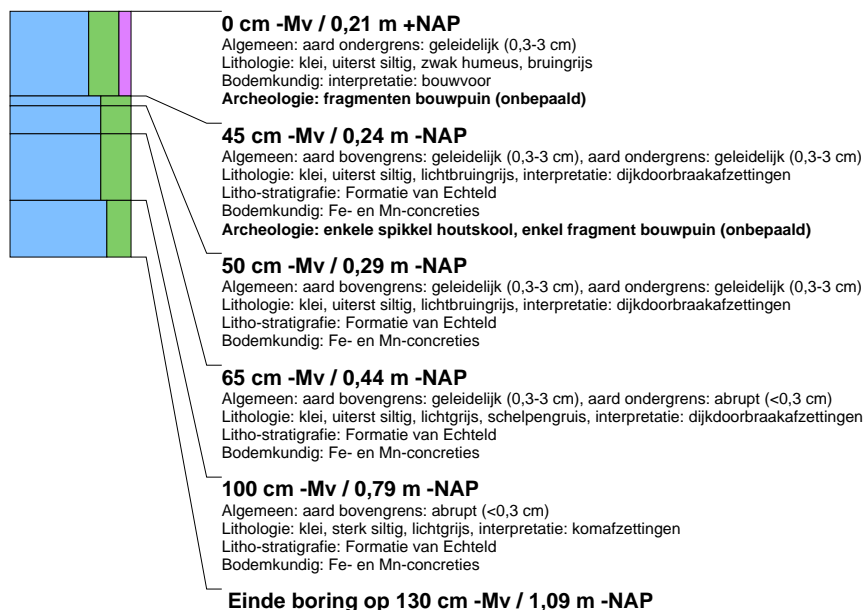 0 cm -Mv / 0,21 m +NAP
Algemeen: aard ondergrens: geleidelijk (0,3-3 cm)
Lithologie: klei, uiterst siltig, zwak humeus, bruingrijs
Bodemkundig: interpretatie: bouwvoor
Archeologie: fragmenten bouwpuin (onbepaald)
45 cm -Mv / 0,24 m -NAP
Algemeen: aard bovengrens: geleidelijk (0,3-3 cm), aard ondergrens: geleidelijk (0,3-3 cm)
Lithologie: klei, uiterst siltig, lichtbruingrijs, interpretatie: dijkdoorbraakafzettingen
Litho-stratigrafie: Formatie van Echteld
Bodemkundig: Fe- en Mn-concreties
Archeologie: enkele spikkel houtskool, enkel fragment bouwpuin (onbepaald)
50 cm -Mv / 0,29 m -NAP
Algemeen: aard bovengrens: geleidelijk (0,3-3 cm), aard ondergrens: geleidelijk (0,3-3 cm)
Lithologie: klei, uiterst siltig, lichtbruingrijs, interpretatie: dijkdoorbraakafzettingen
Litho-stratigrafie: Formatie van Echteld
Bodemkundig: Fe- en Mn-concreties
65 cm -Mv / 0,44 m -NAP
Algemeen: aard bovengrens: geleidelijk (0,3-3 cm), aard ondergrens: abrupt (<0,3 cm)
Lithologie: klei, uiterst siltig, lichtgrijs, schelpengruis, interpretatie: dijkdoorbraakafzettingen
Litho-stratigrafie: Formatie van Echteld
Bodemkundig: Fe- en Mn-concreties
100 cm -Mv / 0,79 m -NAP
Algemeen: aard bovengrens: abrupt (<0,3 cm)
Lithologie: klei, sterk siltig, lichtgrijs, interpretatie: komafzettingen
Litho-stratigrafie: Formatie van Echteld
Bodemkundig: Fe- en Mn-concreties
Einde boring op 130 cm -Mv / 1,09 m -NAP